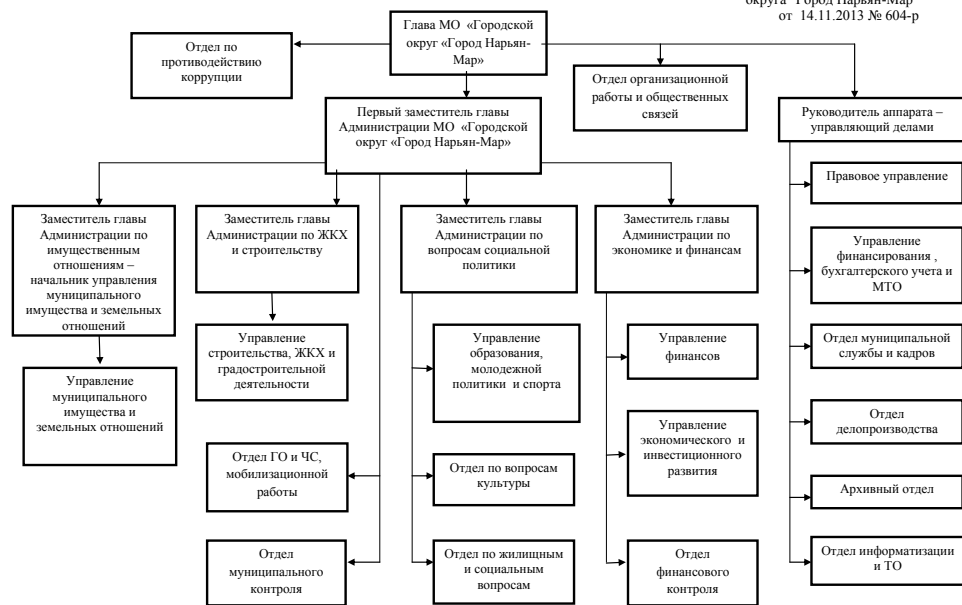 округа "Город Нарьян-Мар"
от 14.11.2013 № 604-р
Глава МО «Городской
округ «Город Нарьян-
Мар»
Отдел по
противодействию
коррупции
Отдел организационной
работы и общественных
связей
Первый заместитель главы
Администрации МО «Городской
округ «Город Нарьян-Мар»
Руководитель аппарата –
управляющий делами
Заместитель главы
Администрации по
имущественным
отношениям –
начальник управления
муниципального
имущества и земельных
отношений
Заместитель главы
Администрации по ЖКХ
и строительству
Заместитель главы
Администрации по
вопросам социальной
политики
Заместитель главы
Администрации по
экономике и финансам
Правовое управление
Управление
финансирования ,
бухгалтерского учета и
МТО
Управление
муниципального
имущества и
земельных отношений
Управление
строительства, ЖКХ и
градостроительной
деятельности
Управление
образования,
молодежной
политики и спорта
Управление
финансов
Отдел муниципальной
службы и кадров
Отдел ГО и ЧС,
мобилизационной
работы
Отдел по вопросам
культуры
Управление
экономического и
инвестиционного
развития
Отдел
делопроизводства
Архивный отдел
Отдел
муниципального
контроля
Отдел по жилищным
и социальным
вопросам
Отдел
финансового
контроля
Отдел информатизации
и ТО